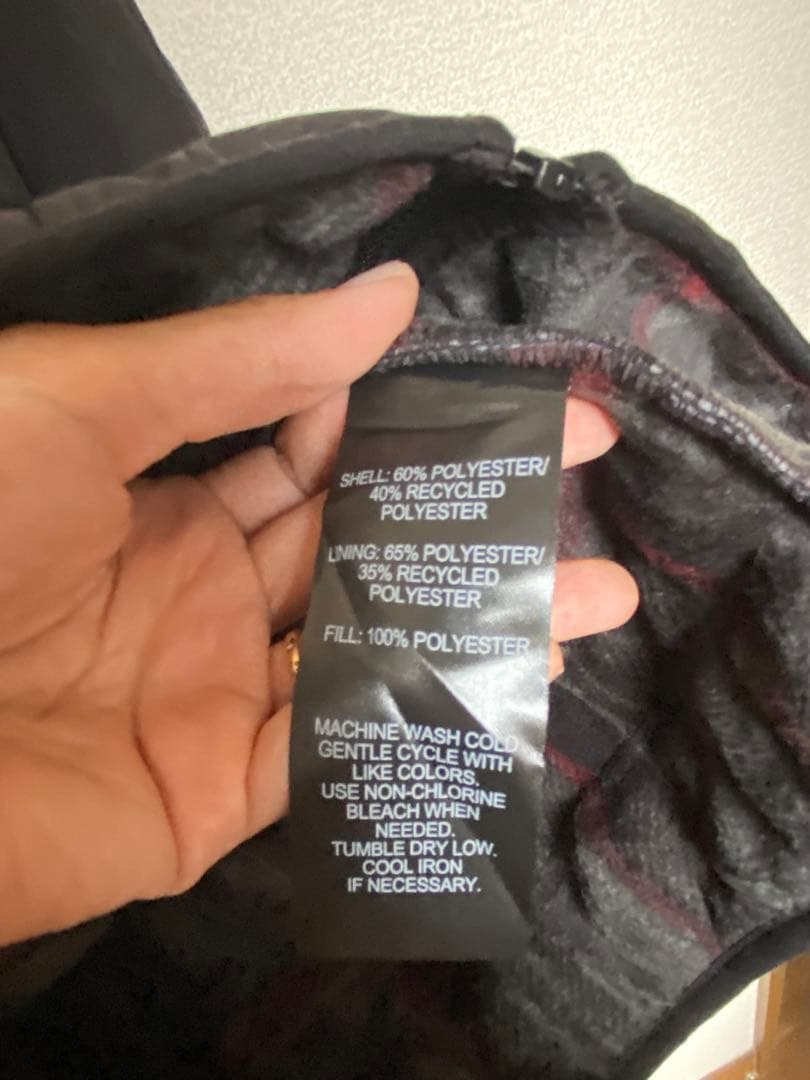 SHELL: 60% POLYESTER/
40% RECYCLED
POLYESTER
LINING: 65% POLYESTER/
35% RECYCLED
POLYESTER
FILL: 100% POLYESTER
MACHINE WASH COLD
GENTLE CYCLE WITH
LIKE COLORS.
USE NON-CHLORINE
BLEACH WHEN
NEEDED.
TUMBLE DRY LOW.
COOL IRON
IF NECESSARY.